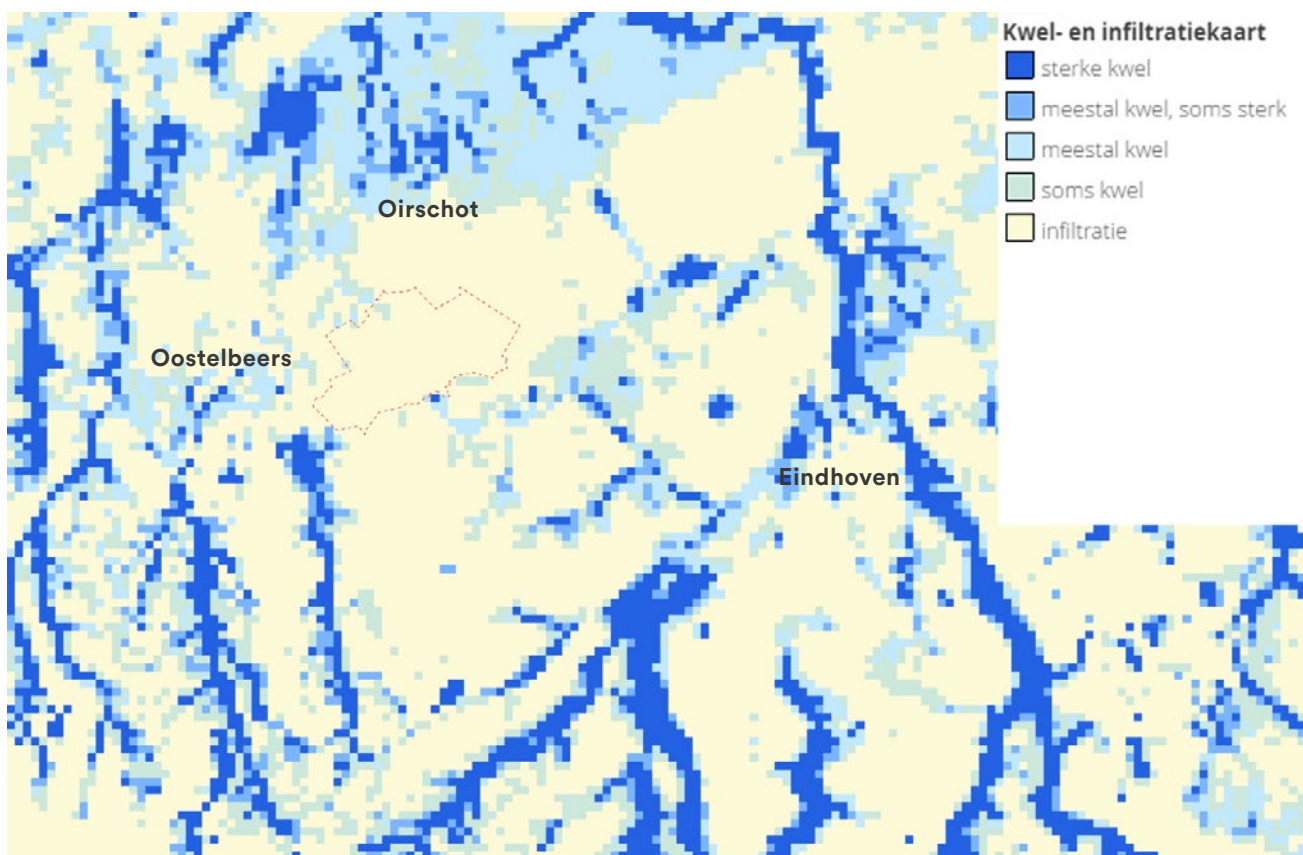 Kwel- en infiltratiekaart
sterke kwel
meestal kwel, soms sterk
meestal kwel
soms kwel
infiltratie
Oirschot
Oostelbeers
Eindhoven